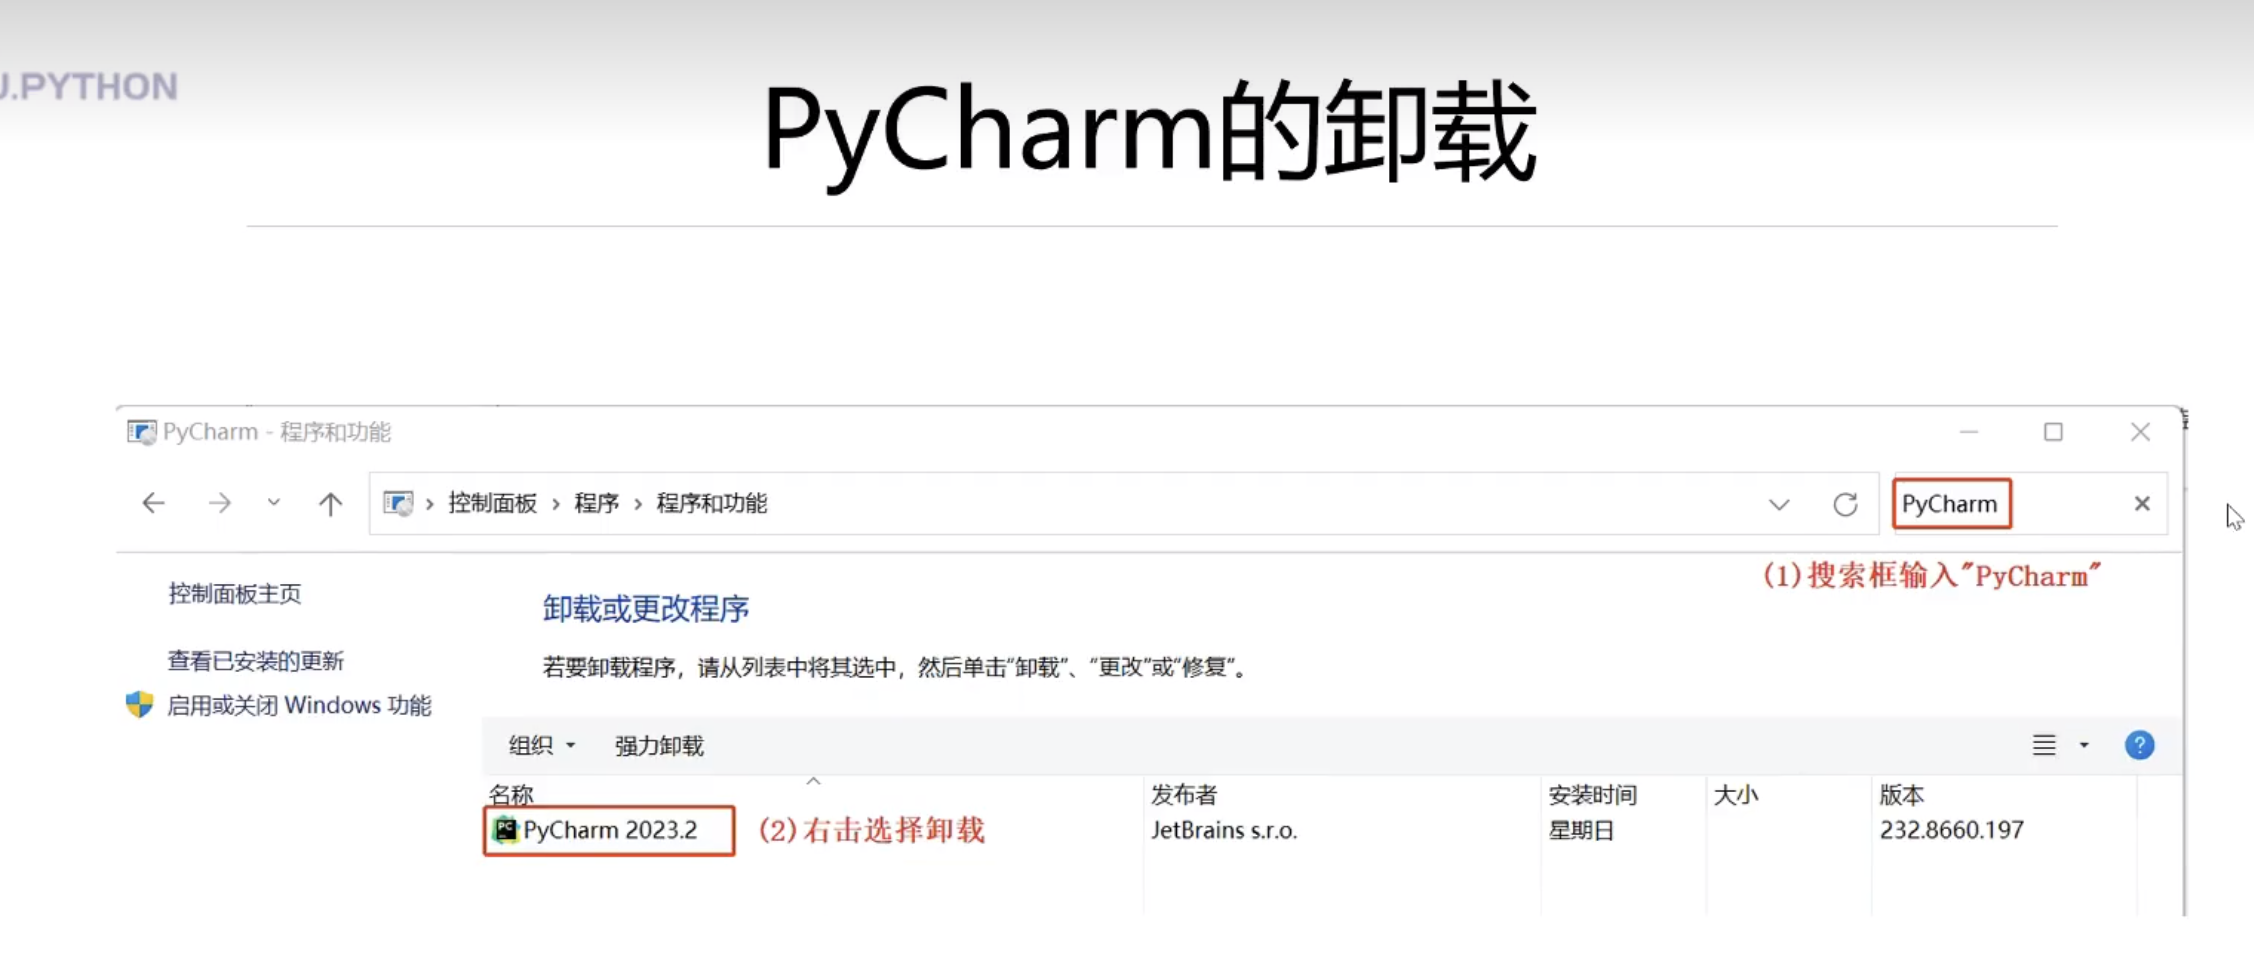 U.PYTHON
PyCharm的卸载
PyCharm - 程序和功能
控制面板 > 程序 > 程序和功能
PyCharm
(1)搜索框输入"PyCharm"
控制面板主页
查看已安装的更新
启用或关闭 Windows 功能
卸载或更改程序
若要卸载程序，请从列表中将其选中，然后单击“卸载”、“更改”或“修复”。
组织 强力卸载
名称 发布者 安装时间 大小 版本
PyCharm 2023.2 (2)右击选择卸载 JetBrains s.r.o. 星期日 232.8660.197